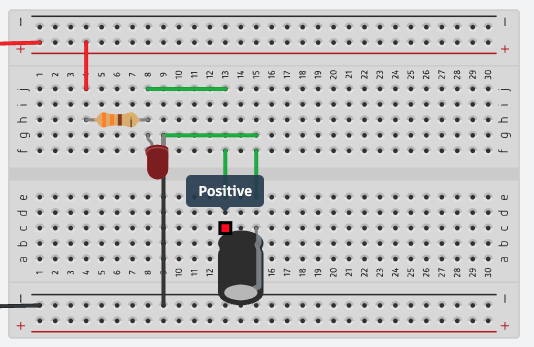 − −
+ +
1 2 3 4 5 6 7 8 9 10 11 12 13 14 15 16 17 18 19 20 21 22 23 24 25 26 27 28 29 30
j j
i i
h h
g g
f f
Positive
e e
d d
c c
b b
a a
1 2 3 4 5 6 7 8 9 10 11 12 16 17 18 19 20 21 22 23 24 25 26 27 28 29 30
− −
+ +